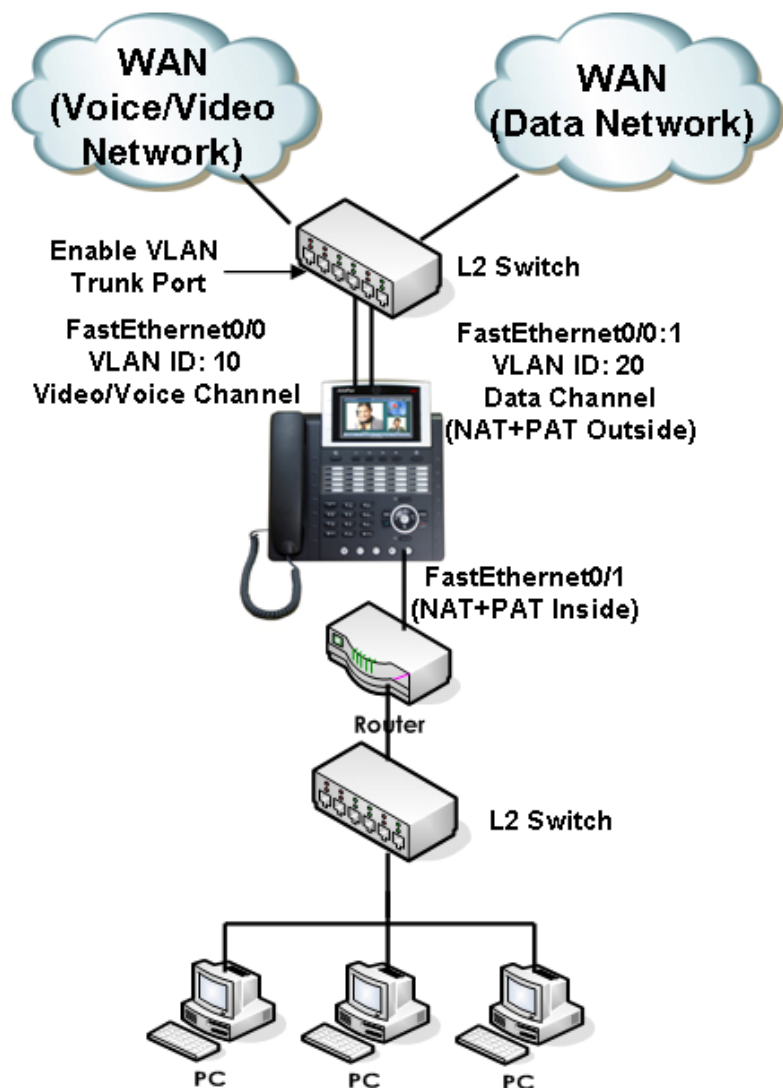 WAN
(Voice/Video
Network)
WAN
(Data Network)
Enable VLAN
Trunk Port
L2 Switch
FastEthernet0/0
VLAN ID: 10
Video/Voice Channel
FastEthernet0/0:1
VLAN ID: 20
Data Channel
(NAT+PAT Outside)
FastEthernet0/1
(NAT+PAT Inside)
Router
L2 Switch
PC
PC
PC